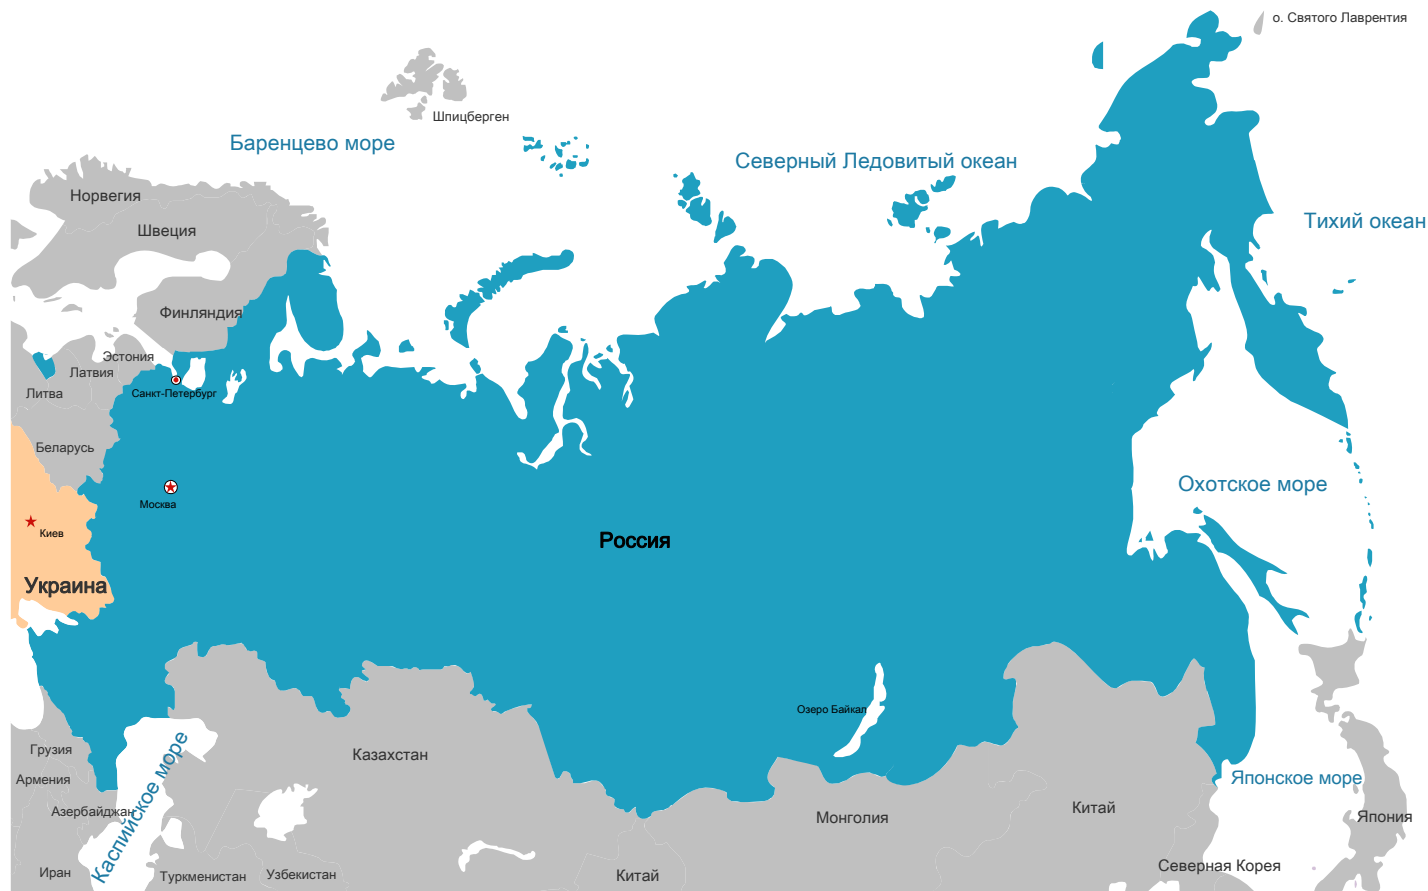 о. Святого Лаврентия
Шпицберген
Баренцево море
Северный Ледовитый океан
Норвегия
Тихий океан
Швеция
Финляндия
Эстония
Латвия
Литва
Санкт-Петербург
Беларусь
Охотское море
Москва
Киев
Россия
Украина
Озеро Байкал
Грузия
Казахстан
Армения
Каспийское море
Японское море
Азербайджан
Китай
Монголия
Япония
Северная Корея
Иран
Туркменистан
Узбекистан
Китай